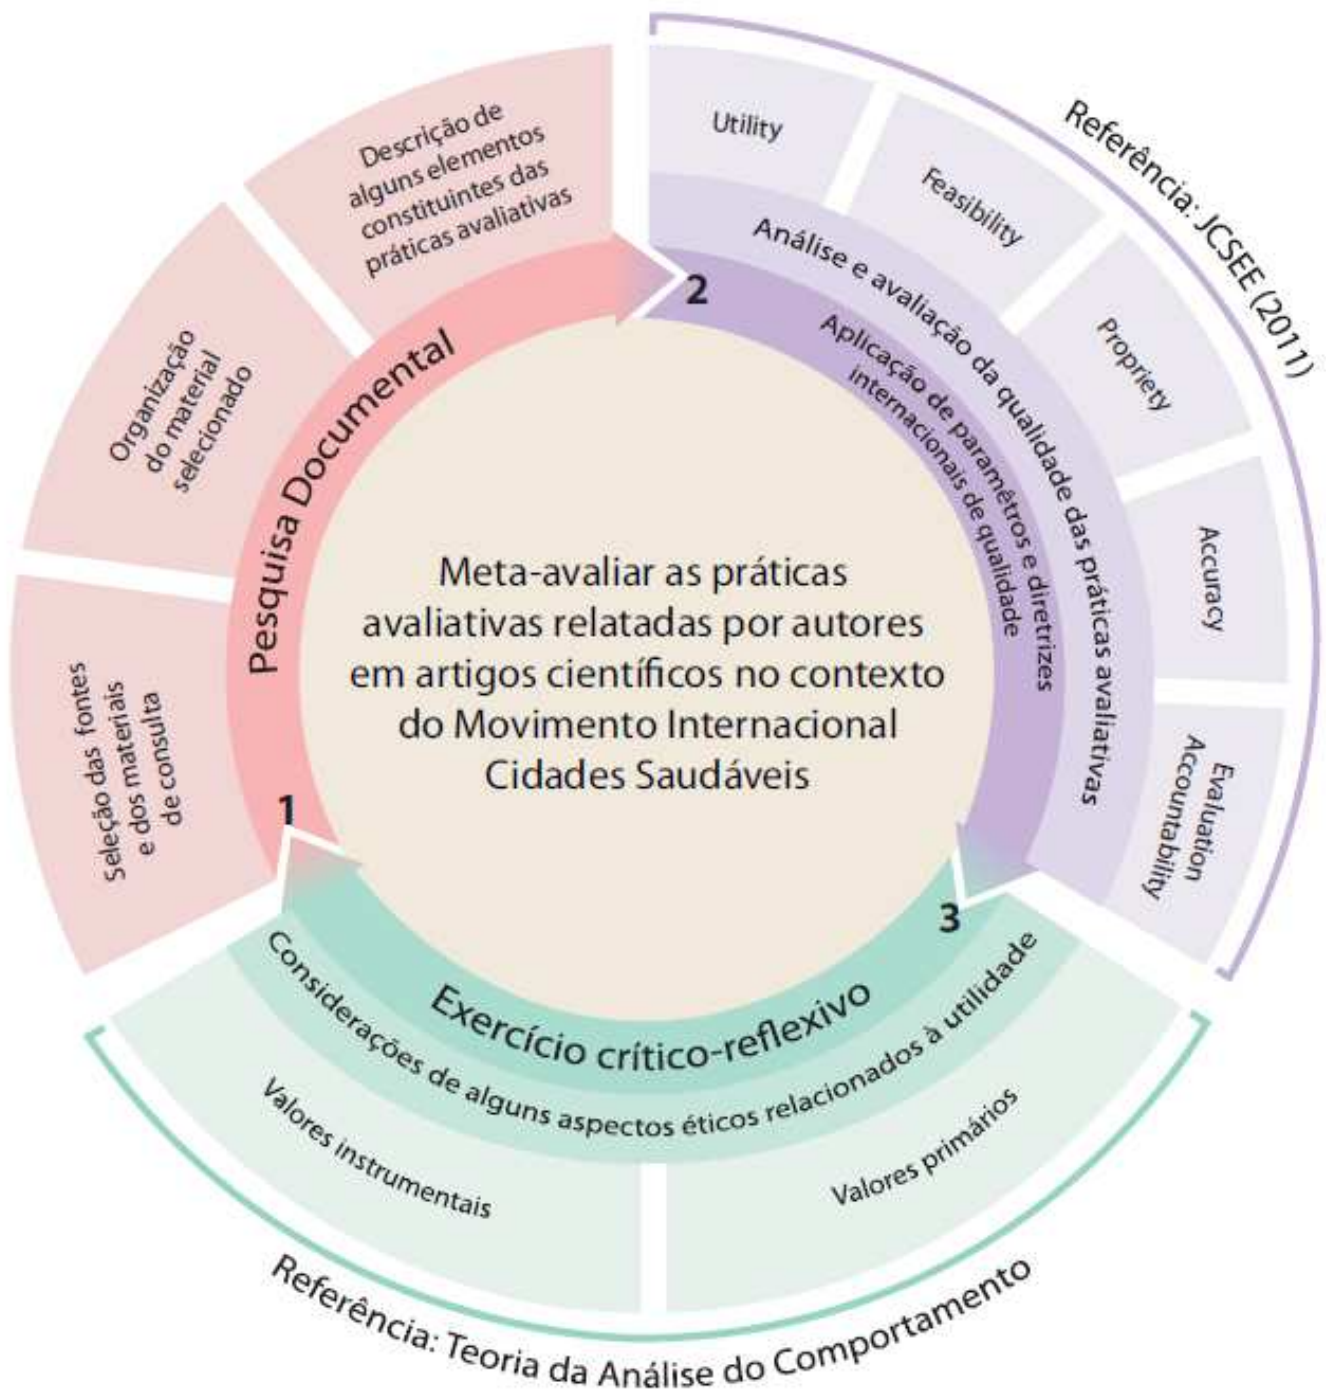 Meta-avaliar as práticas
avaliativas relatadas por autores
em artigos científicos no contexto
do Movimento Internacional
Cidades Saudáveis
1
Pesquisa Documental
Seleção das fontes
e dos materiais
de consulta
Organização
do material
selecionado
Descrição de
alguns elementos
constituintes das
práticas avaliativas
2
Aplicação de paramêtros e diretrizes
internacionais de qualidade
Análise e avaliação da qualidade das práticas avaliativas
Utility
Feasibility
Propriety
Accuracy
Evaluation
Accountability
Referência: JCSEE (2011)
3
Exercício crítico-reflexivo
Considerações de alguns aspectos éticos relacionados à utilidade
Valores instrumentais
Valores primários
Referência: Teoria da Análise do Comportamento